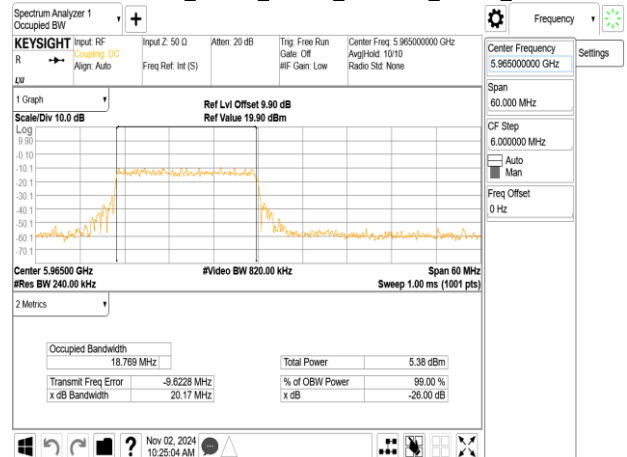 Spectrum Analyzer 1
Occupied BW
Frequency
KEYSIGHT
Input: RF
Coupling: DC
Align: Auto
Input Z: 50 Ω
Freq Ref: Int (S)
Atten: 20 dB
Trig: Free Run
Gate: Off
#IF Gain: Low
Center Freq: 5.965000000 GHz
Avg|Hold: 10/10
Radio Std: None
R
LXI
Center Frequency
5.965000000 GHz
Settings
Span
60.000 MHz
CF Step
6.000000 MHz
Auto
Man
Freq Offset
0 Hz
1 Graph
Ref Lvl Offset 9.90 dB
Scale/Div 10.0 dB
Ref Value 19.90 dBm
Log
9.90
-0.10
-10.1
-20.1
-30.1
-40.1
-50.1
-60.1
-70.1
Center 5.96500 GHz
#Video BW 820.00 kHz
Span 60 MHz
#Res BW 240.00 kHz
Sweep 1.00 ms (1001 pts)
2 Metrics
Occupied Bandwidth
18.769 MHz
Total Power 5.38 dBm
Transmit Freq Error -9.6228 MHz
% of OBW Power 99.00 %
x dB Bandwidth 20.17 MHz
x dB -26.00 dB
?
Nov 02, 2024
10:25:04 AM